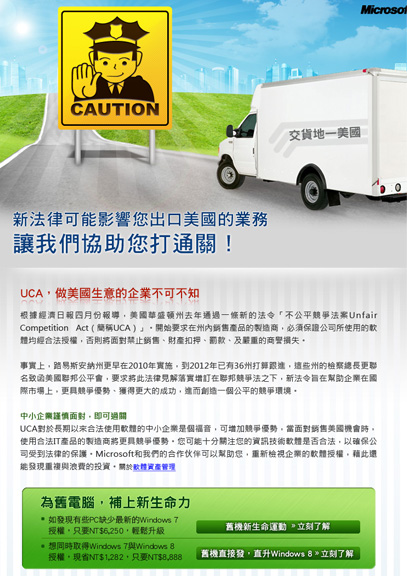 Microsof
CAUTION
交貨地—美國
新法律可能影響您出口美國的業務
讓我們協助您打通關！
UCA，做美國生意的企業不可不知
根據經濟日報四月份報導，美國華盛頓州去年通過一條新的法令「不公平競爭法案Unfair
Competition Act（簡稱UCA）」。開始要求在州內銷售產品的製造商，必須保證公司所使用的軟
體均經合法授權，否則將面對禁止銷售、財產扣押、罰款、及嚴重的商譽損失。
事實上，路易斯安納州更早在2010年實施，到2012年已有36州打算跟進，這些州的檢察總長更聯
名致函美國聯邦公平會，要求將此法律見解落實增訂在聯邦競爭法之下，新法令旨在幫助企業在國
際市場上，更具競爭優勢、獲得更大的成功，進而創造一個公平的競爭環境。
中小企業謹慎面對，即可過關
UCA對於長期以來合法使用軟體的中小企業是個福音，可增加競爭優勢。當面對銷售美國機會時，
使用合法IT產品的製造商將更具競爭優勢。您可能十分關注您的資訊技術軟體是否合法，以確保公
司受到法律的保護。Microsoft和我們的合作伙伴可以幫助您，重新檢視企業的軟體授權，藉此還
能發現重複與浪費的投資。關於軟體資產管理
為舊電腦，補上新生命力
* 如發現有些PC缺少最新的Windows 7
授權，只要NT$6,250，輕鬆升級
舊機新生命運動 » 立刻了解
* 想同時取得Windows 7與Windows 8
授權，現省NT$1,282，只要NT$8,888
舊機直接發，直升Windows 8 » 立刻了解